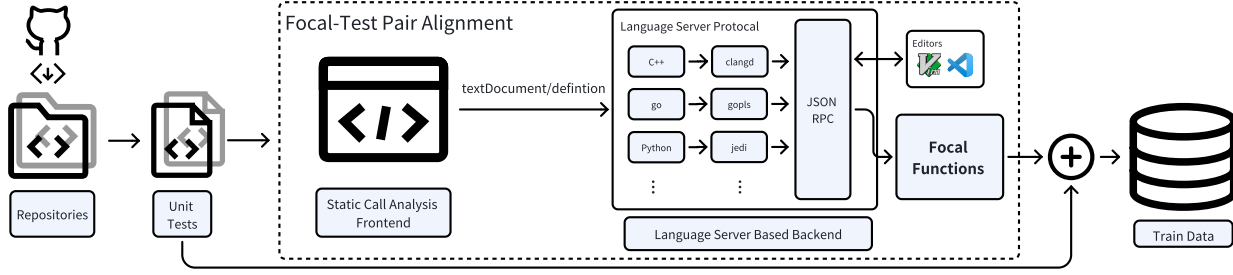 Focal-Test Pair Alignment
Language Server Protocal
Editors
C++
clangd
textDocument/defintion
go
gopls
JSON
RPC
Python
jedi
⋮
⋮
Focal
Functions
Repositories
Unit
Tests
Static Call Analysis
Frontend
Language Server Based Backend
Train Data